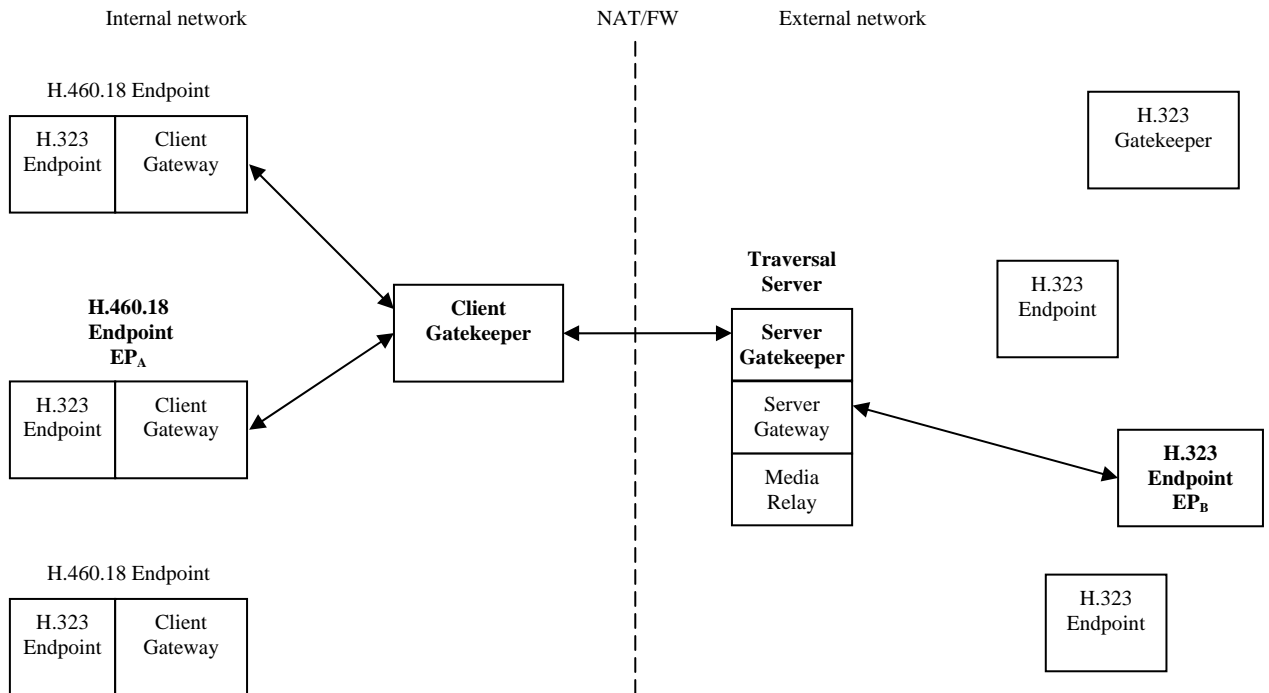 Internal network
NAT/FW
External network
H.460.18 Endpoint
H.323
Endpoint
Client
Gateway
H.323
Gatekeeper
H.460.18
Endpoint
EPA
H.323
Endpoint
Client
Gateway
Client
Gatekeeper
Traversal
Server
Server
Gatekeeper
Server
Gateway
Media
Relay
H.323
Endpoint
H.323
Endpoint
EPB
H.460.18 Endpoint
H.323
Endpoint
Client
Gateway
H.323
Endpoint